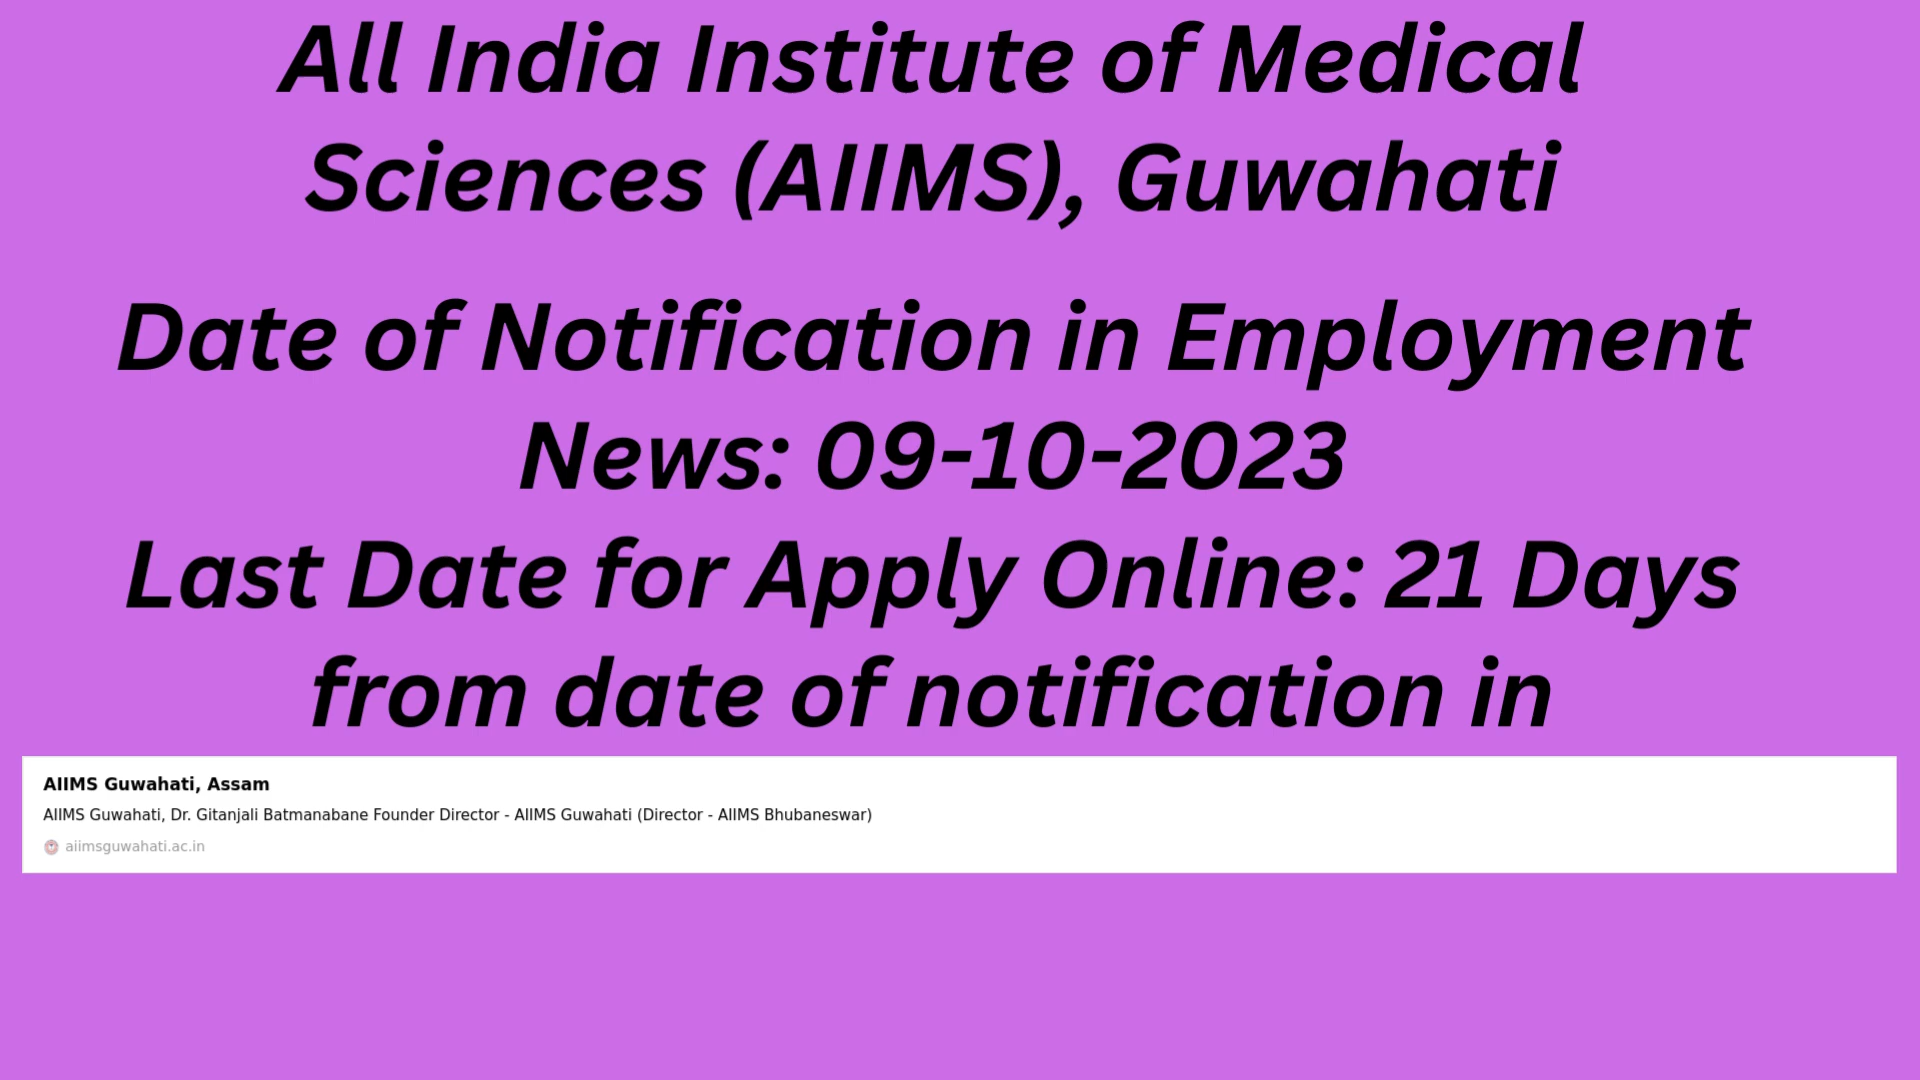 All India Institute of Medical
Sciences (AIIMS), Guwahati
Date of Notification in Employment
News: 09-10-2023
Last Date for Apply Online: 21 Days
from date of notification in
AIIMS Guwahati, Assam
AIIMS Guwahati, Dr. Gitanjali Batmanabane Founder Director - AIIMS Guwahati (Director - AIIMS Bhubaneswar)
aiimsguwahati.ac.in